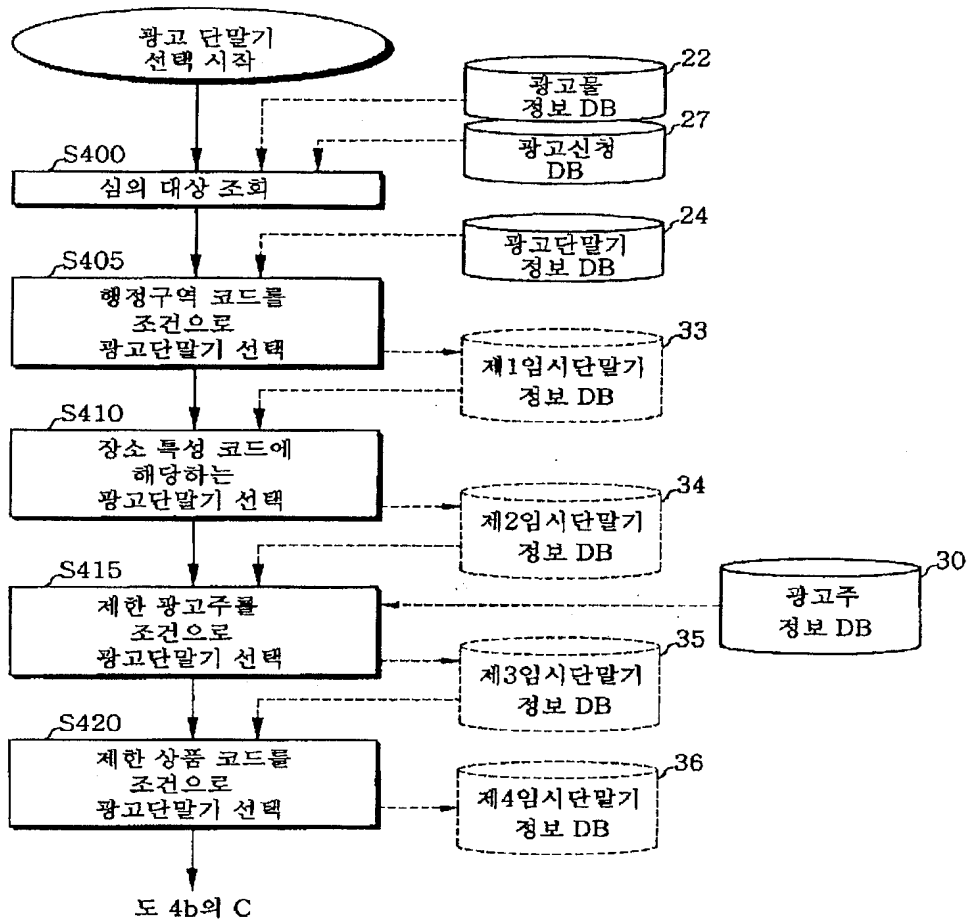 광고 단말기
선택 시작
22
광고물
정보 DB
27
광고신청
DB
S400
심의 대상 조회
24
광고단말기
정보 DB
S405
행정구역 코드를
조건으로
광고단말기 선택
33
제1임시단말기
정보 DB
S410
장소 특성 코드에
해당하는
광고단말기 선택
34
제2임시단말기
정보 DB
S415
제한 광고주를
조건으로
광고단말기 선택
30
광고주
정보 DB
35
제3임시단말기
정보 DB
S420
제한 상품 코드를
조건으로
광고단말기 선택
36
제4임시단말기
정보 DB
도 4b의 C